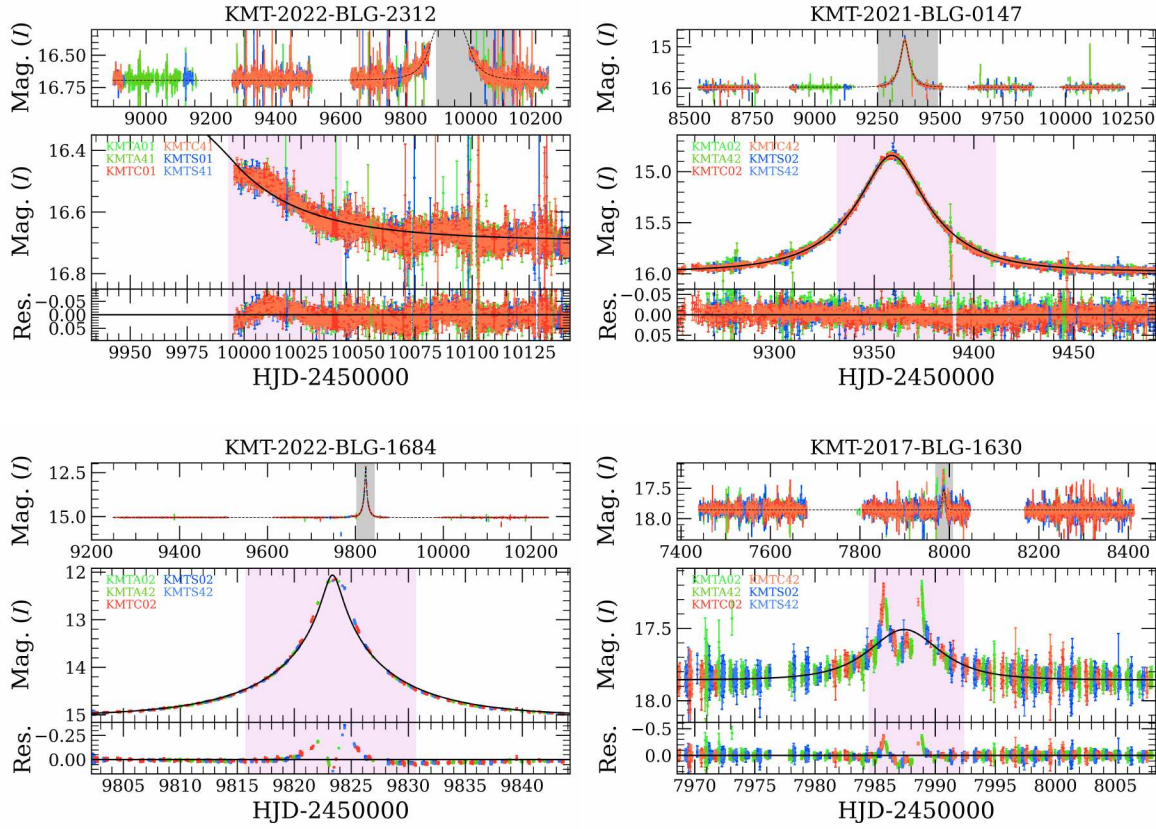 KMT-2022-BLG-2312
Mag. (I)
16.50
16.75
9000 9200 9400 9600 9800 10000 10200
Mag. (I)
16.4
16.6
16.8
KMTA01 KMTC41
KMTA41 KMTS01
KMTC01 KMTS41
Res.
−0.05
0.00
0.05
9950 9975 10000 10025 10050 10075 10100 10125
HJD-2450000
KMT-2021-BLG-0147
Mag. (I)
15
16
8500 8750 9000 9250 9500 9750 10000 10250
Mag. (I)
15.0
15.5
16.0
KMTA02 KMTC42
KMTA42 KMTS02
KMTC02 KMTS42
Res.
−0.05
0.00
0.05
9300 9350 9400 9450
HJD-2450000
KMT-2022-BLG-1684
Mag. (I)
12.5
15.0
9200 9400 9600 9800 10000 10200
Mag. (I)
12
13
14
15
KMTA02 KMTS02
KMTA42 KMTS42
KMTC02
Res.
−0.25
0.00
9805 9810 9815 9820 9825 9830 9835 9840
HJD-2450000
KMT-2017-BLG-1630
Mag. (I)
17.5
18.0
7400 7600 7800 8000 8200 8400
Mag. (I)
17.5
18.0
KMTA02 KMTC42
KMTA42 KMTS02
KMTC02 KMTS42
Res.
−0.5
0.0
7970 7975 7980 7985 7990 7995 8000 8005
HJD-2450000